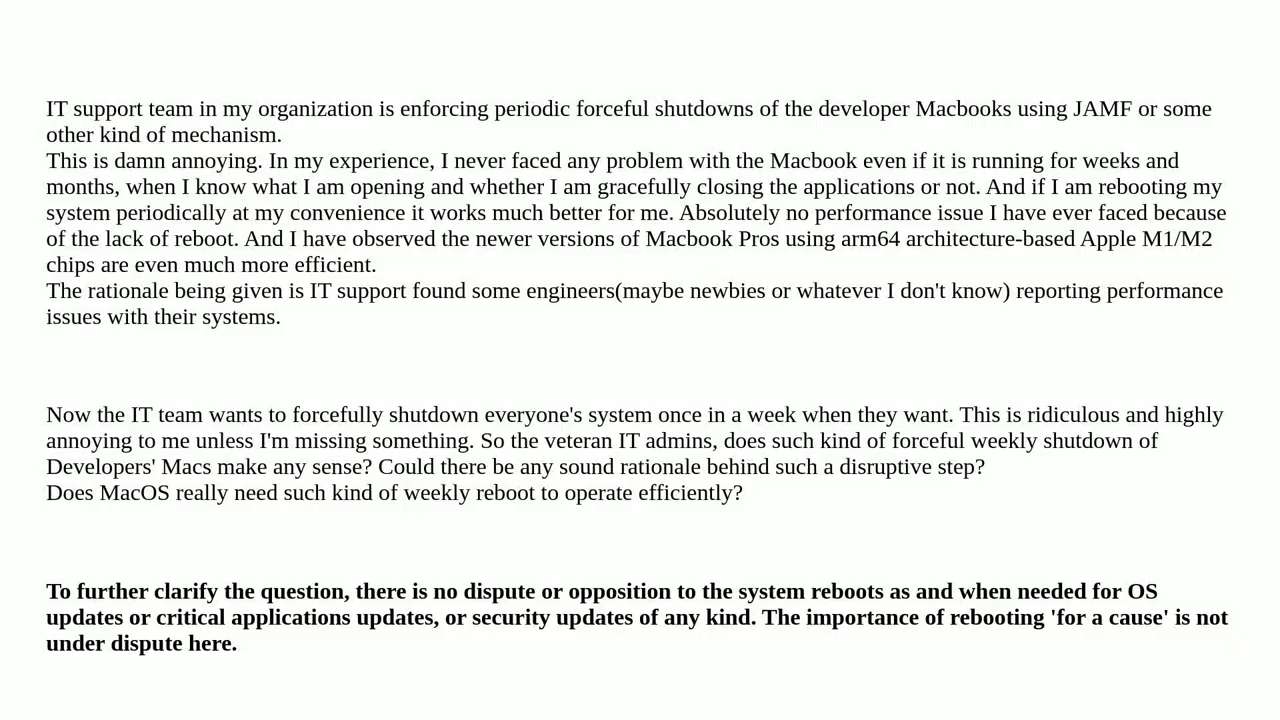 IT support team in my organization is enforcing periodic forceful shutdowns of the developer Macbooks using JAMF or some
other kind of mechanism.
This is damn annoying. In my experience, I never faced any problem with the Macbook even if it is running for weeks and
months, when I know what I am opening and whether I am gracefully closing the applications or not. And if I am rebooting my
system periodically at my convenience it works much better for me. Absolutely no performance issue I have ever faced because
of the lack of reboot. And I have observed the newer versions of Macbook Pros using arm64 architecture-based Apple M1/M2
chips are even much more efficient.
The rationale being given is IT support found some engineers(maybe newbies or whatever I don't know) reporting performance
issues with their systems.
Now the IT team wants to forcefully shutdown everyone's system once in a week when they want. This is ridiculous and highly
annoying to me unless I'm missing something. So the veteran IT admins, does such kind of forceful weekly shutdown of
Developers' Macs make any sense? Could there be any sound rationale behind such a disruptive step?
Does MacOS really need such kind of weekly reboot to operate efficiently?
To further clarify the question, there is no dispute or opposition to the system reboots as and when needed for OS
updates or critical applications updates, or security updates of any kind. The importance of rebooting 'for a cause' is not
under dispute here.